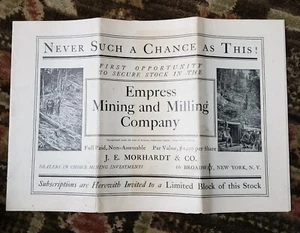 NEVER SUCH A CHANCE AS THIS!
FIRST OPPORTUNITY
TO SECURE STOCK IN THE
Empress
Mining and Milling
Company
Full Paid, Non-Assessable Par Value, per Share
J. E. MORHARDT & CO.
DEALERS IN CHOICE MINING INVESTMENTS
BROADWAY, NEW YORK, N. Y.
Subscriptions are Herewith Invited to a Limited Block of this Stock